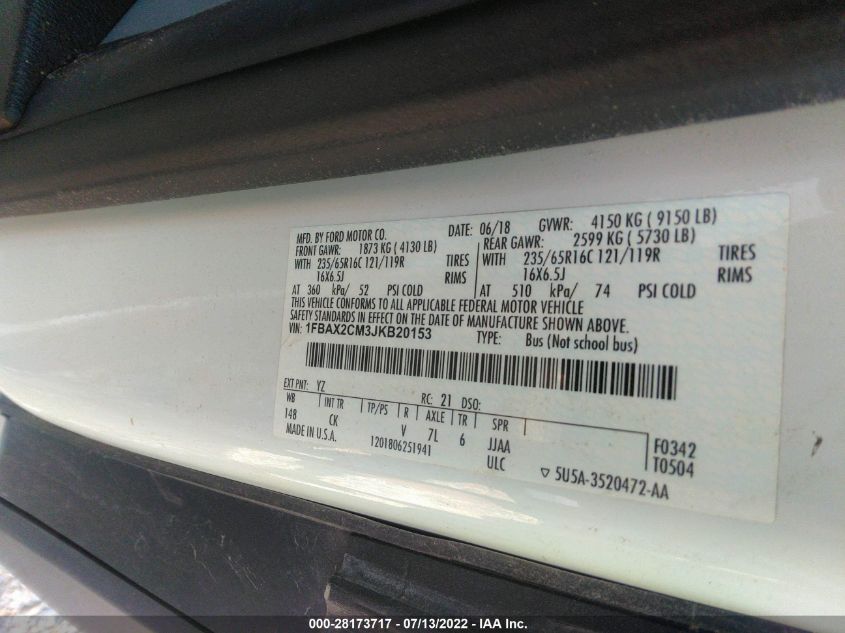 MFD. BY FORD MOTOR CO. DATE: 06/18 GVWR: 4150 KG ( 9150 LB)
FRONT GAWR: 1873 KG ( 4130 LB) REAR GAWR: 2599 KG ( 5730 LB)
WITH 235/65R16C 121/119R TIRES WITH 235/65R16C 121/119R TIRES
16X6.5J RIMS 16X6.5J RIMS
AT 360 kPa/ 52 PSI COLD AT 510 kPa/ 74 PSI COLD
THIS VEHICLE CONFORMS TO ALL APPLICABLE FEDERAL MOTOR VEHICLE
SAFETY STANDARDS IN EFFECT ON THE DATE OF MANUFACTURE SHOWN ABOVE.
VIN: 1FBAX2CM3JKB20153 TYPE: Bus (Not school bus)
EXT PNT: YZ RC: 21 DSO:
WB INT TR TP/PS R AXLE TR SPR
148 CK V 7L 6 JJAA F0342
MADE IN U.S.A. 1201806251941 ULC T0504
▽ 5U5A-3520472-AA
000-28173717 - 07/13/2022 - IAA Inc.